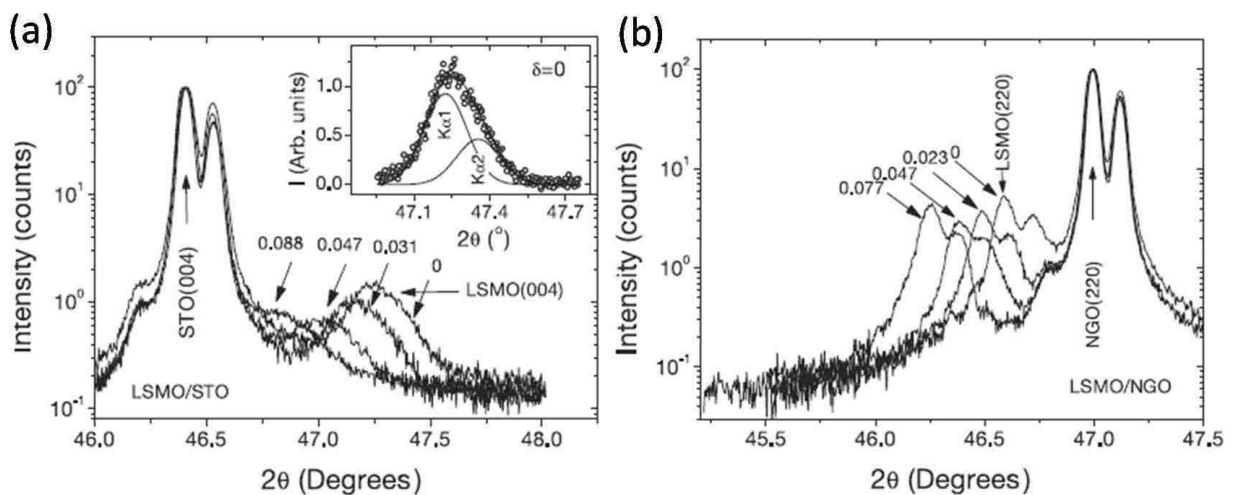 (a)
10²
10¹
10⁰
10⁻¹
Intensity (counts)
STO(004)
LSMO/STO
0.088
0.047
0.031
0
LSMO(004)
46.0 46.5 47.0 47.5 48.0
2θ (Degrees)
I (Arb. units)
1.0
0.5
0.0
δ=0
Kα1
Kα2
47.1 47.4 47.7
2θ (°)
(b)
10²
10¹
10⁰
10⁻¹
Intensity (counts)
0.077
0.047
0.023
0
LSMO(220)
NGO(220)
LSMO/NGO
45.5 46.0 46.5 47.0 47.5
2θ (Degrees)